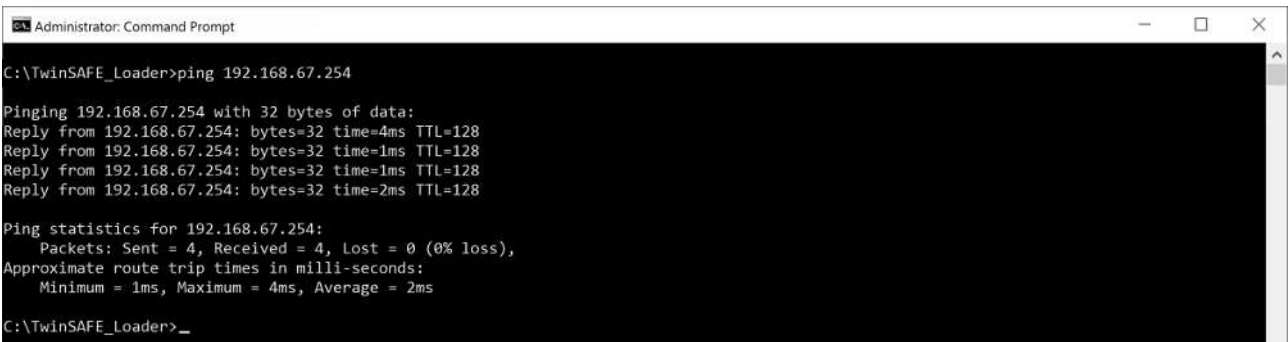 Administrator: Command Prompt
C:\TwinSAFE_Loader>ping 192.168.67.254
Pinging 192.168.67.254 with 32 bytes of data:
Reply from 192.168.67.254: bytes=32 time=4ms TTL=128
Reply from 192.168.67.254: bytes=32 time=1ms TTL=128
Reply from 192.168.67.254: bytes=32 time=1ms TTL=128
Reply from 192.168.67.254: bytes=32 time=2ms TTL=128
Ping statistics for 192.168.67.254:
Packets: Sent = 4, Received = 4, Lost = 0 (0% loss),
Approximate route trip times in milli-seconds:
Minimum = 1ms, Maximum = 4ms, Average = 2ms
C:\TwinSAFE_Loader>_